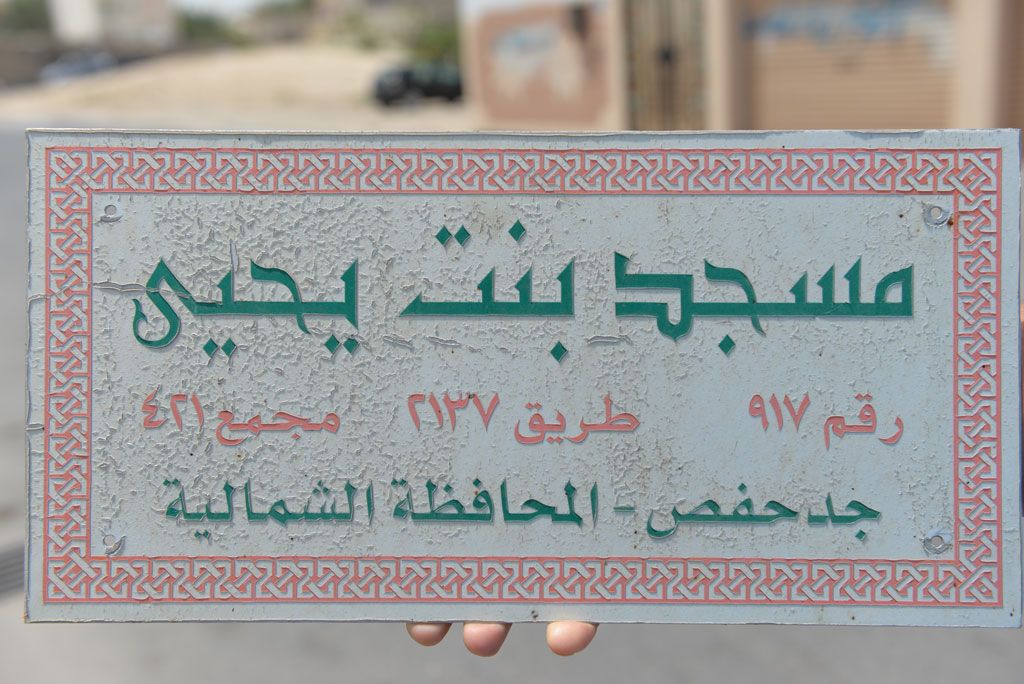 مسجد بنت يحيى
رقم ٩١٧ طريق ٢١٣٧ مجمع ٤٢١
جدحفص - المحافظة الشمالية